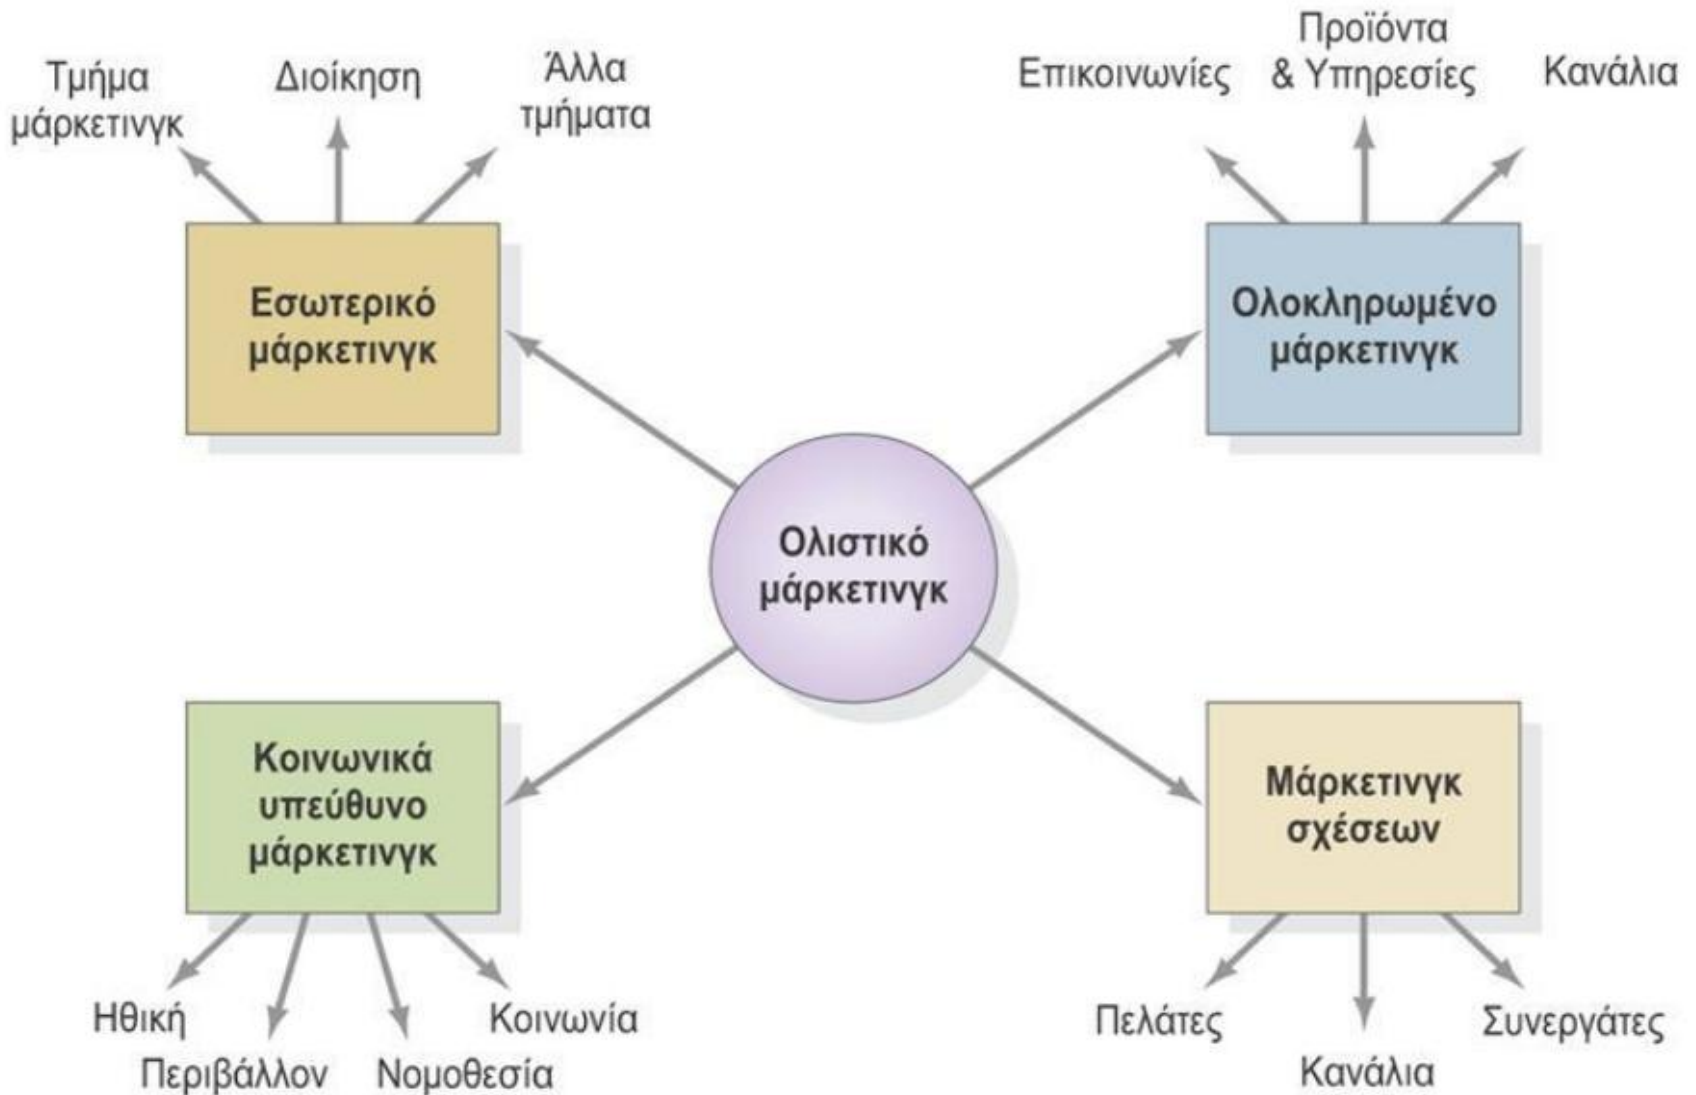 Τμήμα
μάρκετινγκ
Διοίκηση
Άλλα
τμήματα
Επικοινωνίες
Προϊόντα
& Υπηρεσίες
Κανάλια
Εσωτερικό
μάρκετινγκ
Ολοκληρωμένο
μάρκετινγκ
Ολιστικό
μάρκετινγκ
Κοινωνικά
υπεύθυνο
μάρκετινγκ
Μάρκετινγκ
σχέσεων
Ηθική
Περιβάλλον
Νομοθεσία
Κοινωνία
Πελάτες
Κανάλια
Συνεργάτες